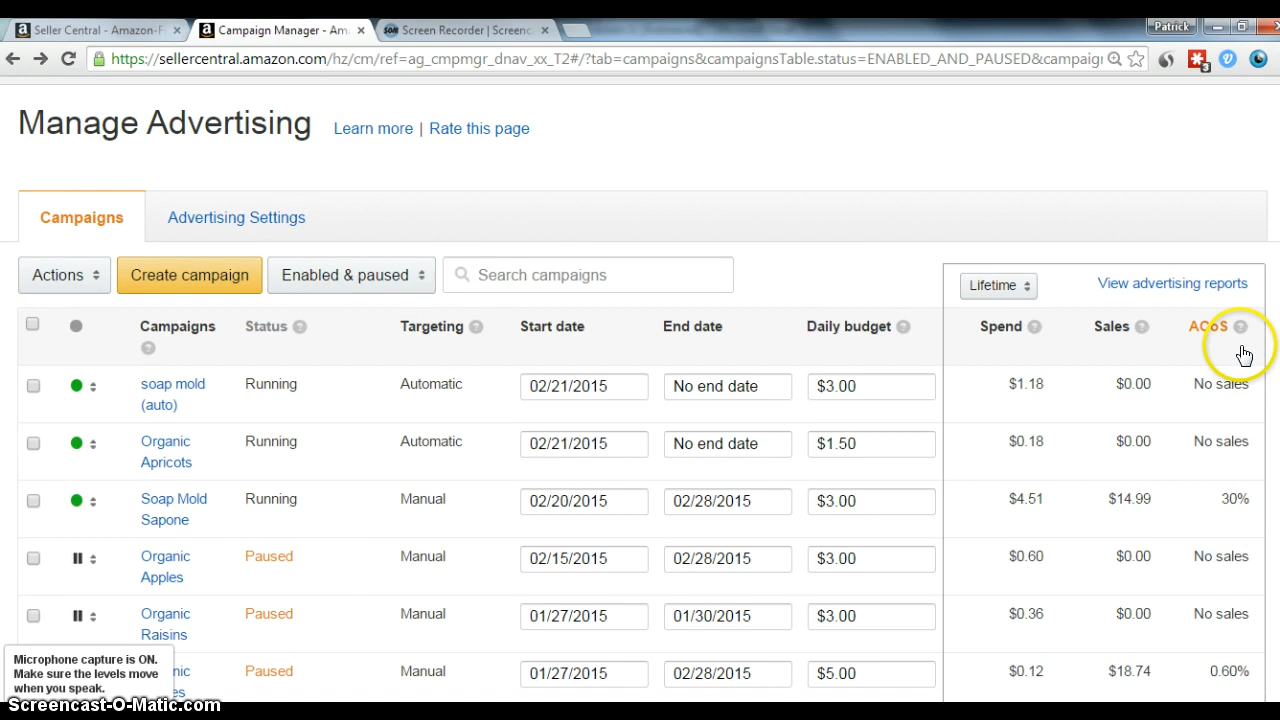 Seller Central - Amazon-F
Campaign Manager - Am
Screen Recorder | Screenc
Patrick
https://sellercentral.amazon.com/hz/cm/ref=ag_cmpmgr_dnav_xx_T2#/?tab=campaigns&campaignsTable.status=ENABLED_AND_PAUSED&campaig
3
Manage Advertising Learn more | Rate this page
Campaigns Advertising Settings
Actions Create campaign Enabled & paused Search campaigns
Lifetime View advertising reports
Campaigns ? Status ? Targeting ? Start date End date Daily budget ? Spend ? Sales ? ACoS ?
soap mold Running Automatic 02/21/2015 No end date $3.00 $1.18 $0.00 No sales
(auto)
Organic Running Automatic 02/21/2015 No end date $1.50 $0.18 $0.00 No sales
Apricots
Soap Mold Running Manual 02/20/2015 02/28/2015 $3.00 $4.51 $14.99 30%
Sapone
Organic Paused Manual 02/15/2015 02/28/2015 $3.00 $0.60 $0.00 No sales
Apples
Organic Paused Manual 01/27/2015 01/30/2015 $3.00 $0.36 $0.00 No sales
Raisins
nic Paused Manual 01/27/2015 02/28/2015 $5.00 $0.12 $18.74 0.60%
es
Microphone capture is ON.
Make sure the levels move
when you speak.
Screencast-O-Matic.com